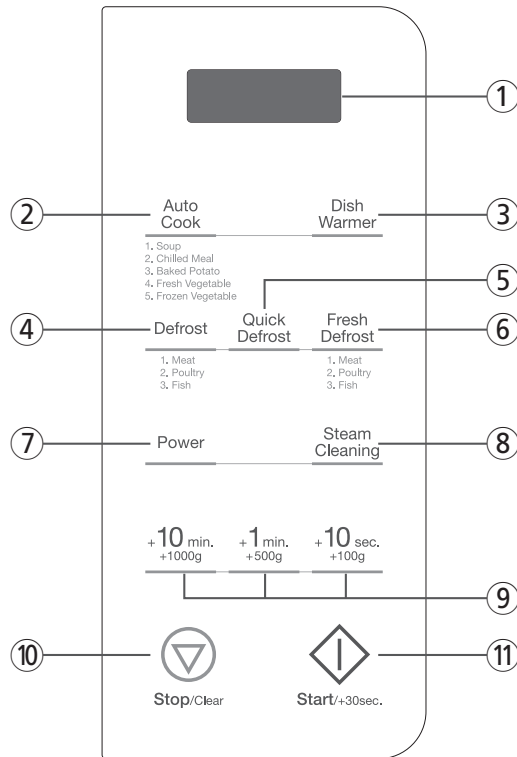 ①
② Auto Cook Dish Warmer ③
1. Soup
2. Chilled Meal
3. Baked Potato
4. Fresh Vegetable
5. Frozen Vegetable
⑤
④ Defrost Quick Defrost Fresh Defrost ⑥
1. Meat
2. Poultry
3. Fish
1. Meat
2. Poultry
3. Fish
⑦ Power Steam Cleaning ⑧
+10 min. +1 min. +10 sec.
+1000g +500g +100g
⑨
⑩ ⑪
Stop/Clear Start/+30sec.